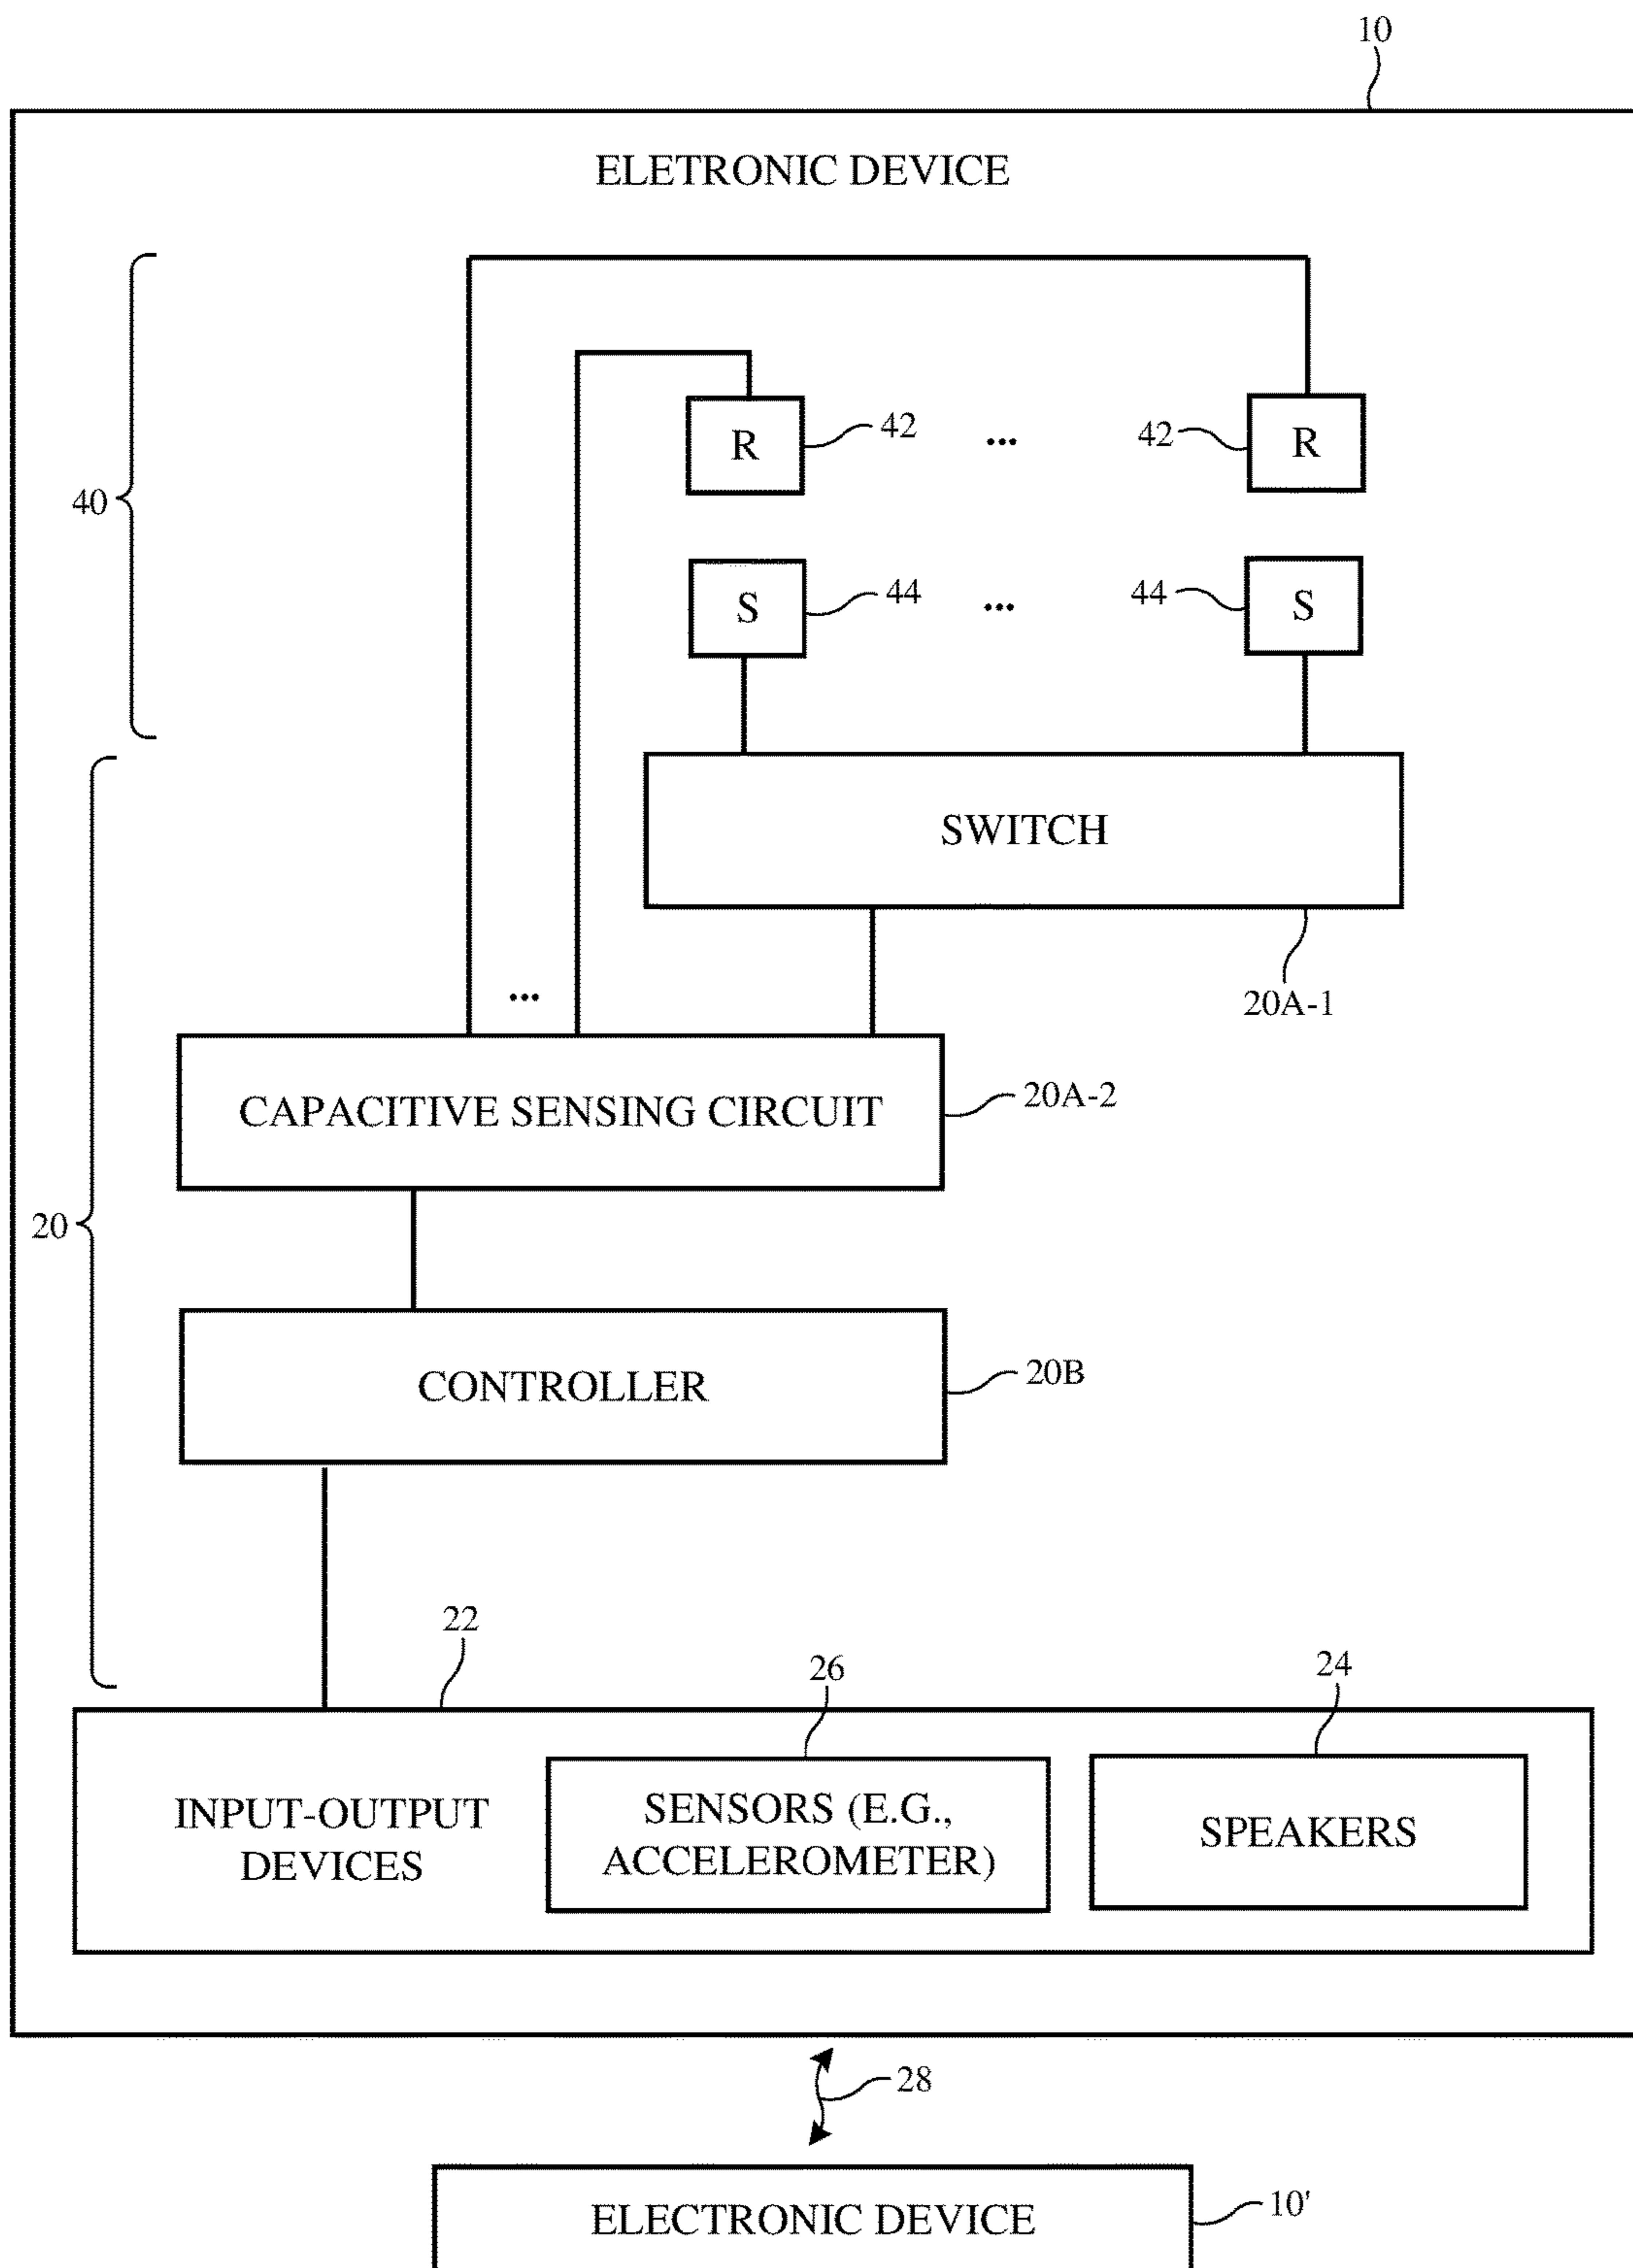 10
ELETRONIC DEVICE
R
42
...
42
R
40
S
44
...
44
S
SWITCH
20A-1
...
CAPACITIVE SENSING CIRCUIT
20A-2
20
CONTROLLER
20B
22
26
24
INPUT-OUTPUT
DEVICES
SENSORS (E.G.,
ACCELEROMETER)
SPEAKERS
28
ELECTRONIC DEVICE
10'